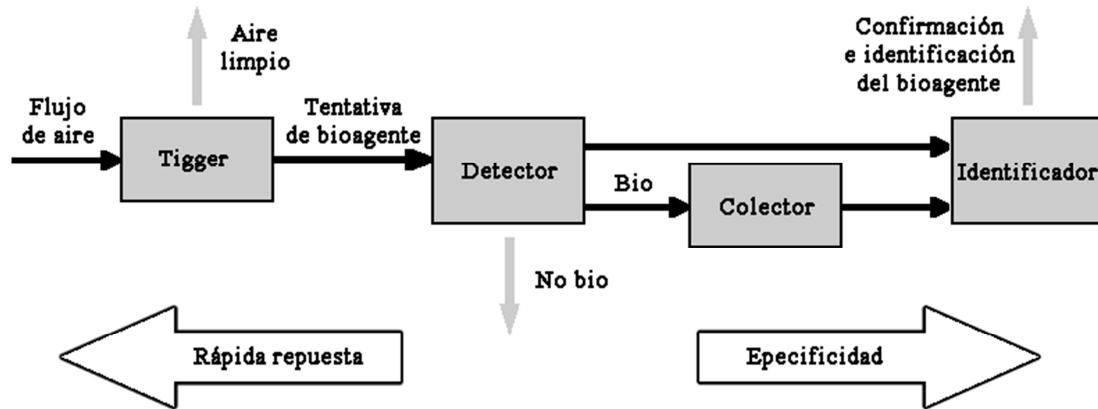 Aire
limpio
Confirmación
e identificación
del bioagente
Flujo
de aire
Tentativa
de bioagente
Tigger
Detector
Bio
Colector
Identificador
No bio
Rápida repuesta
Epecificidad